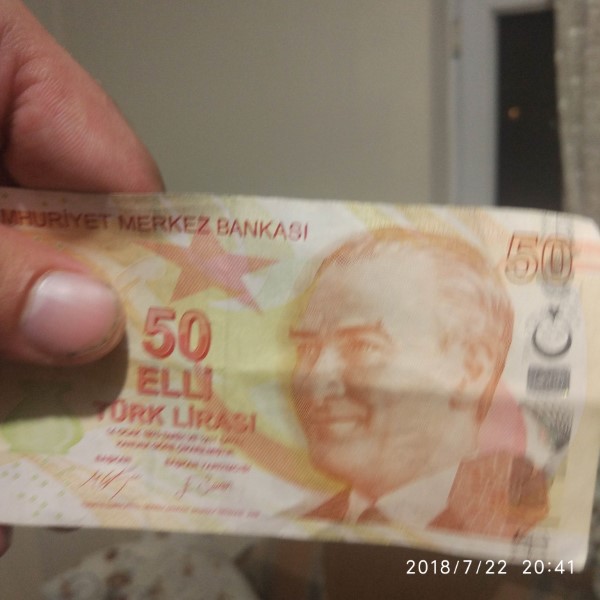 MHURİYET MERKEZ BANKASI
50
50
ELLİ
TÜRK LİRASI
2018/7/22 20:41